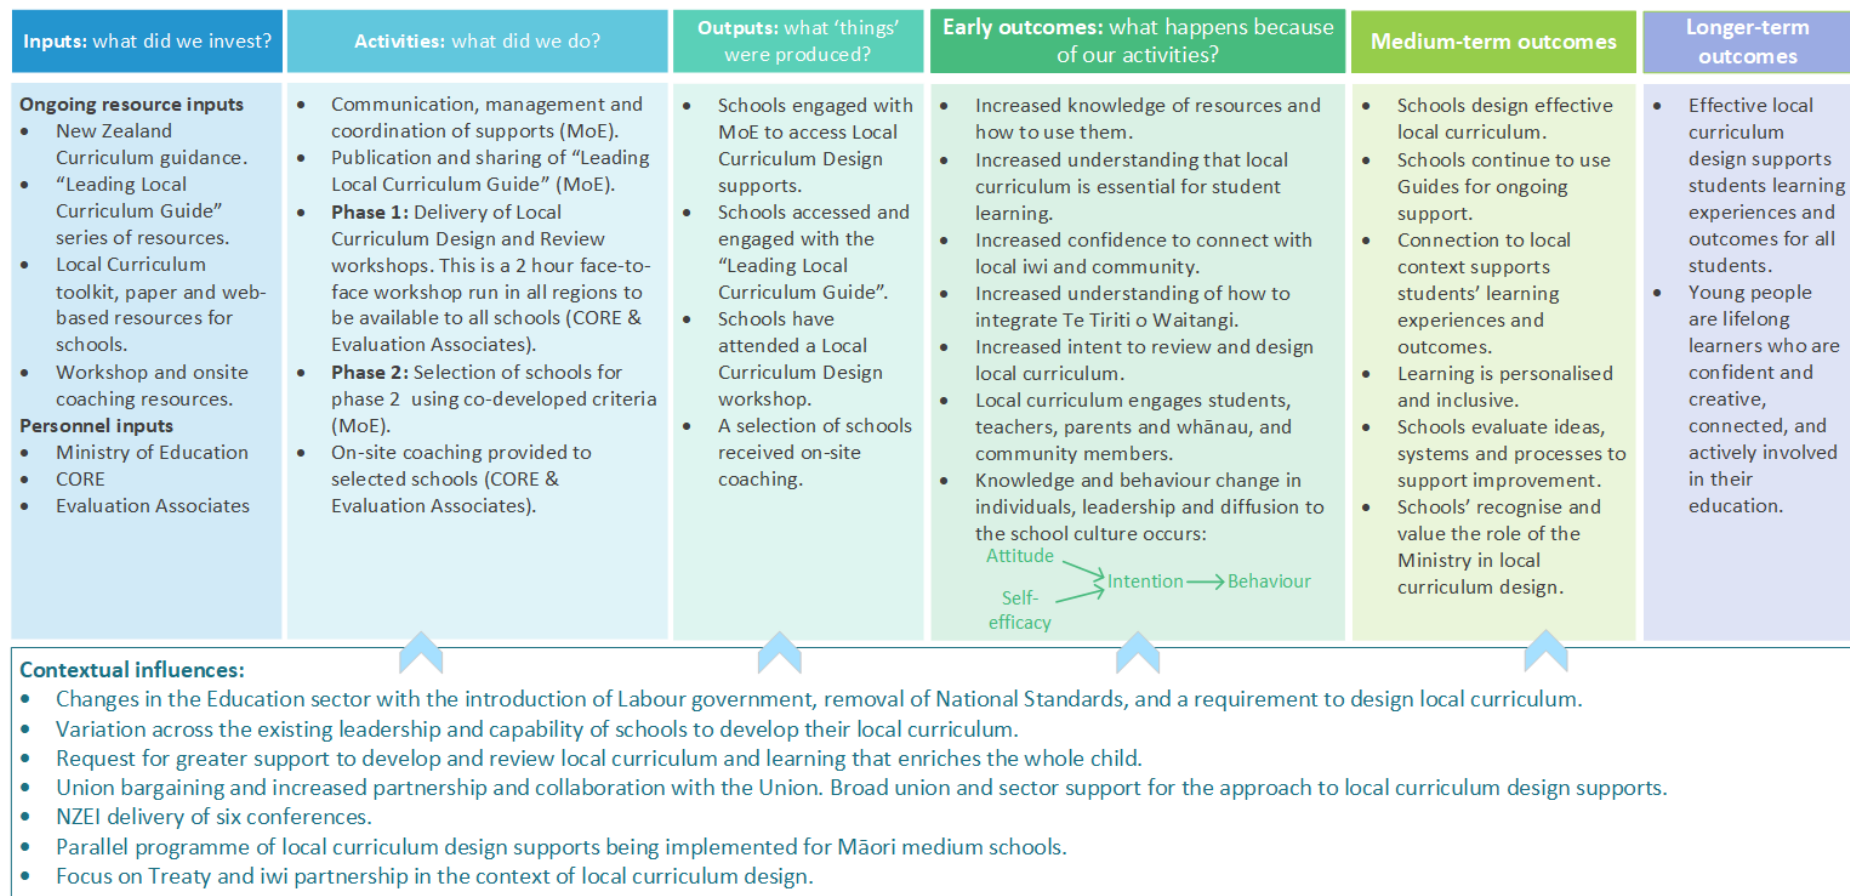 Inputs: what did we invest?
Activities: what did we do?
Outputs: what ‘things’
were produced?
Early outcomes: what happens because
of our activities?
Medium-term outcomes
Longer-term
outcomes
Ongoing resource inputs
• New Zealand
Curriculum guidance.
• “Leading Local
Curriculum Guide”
series of resources.
• Local Curriculum
toolkit, paper and web-
based resources for
schools.
• Workshop and onsite
coaching resources.
Personnel inputs
• Ministry of Education
• CORE
• Evaluation Associates
• Communication, management and
coordination of supports (MoE).
• Publication and sharing of “Leading
Local Curriculum Guide” (MoE).
• Phase 1: Delivery of Local
Curriculum Design and Review
workshops. This is a 2 hour face-to-
face workshop run in all regions to
be available to all schools (CORE &
Evaluation Associates).
• Phase 2: Selection of schools for
phase 2 using co-developed criteria
(MoE).
• On-site coaching provided to
selected schools (CORE &
Evaluation Associates).
• Schools engaged with
MoE to access Local
Curriculum Design
supports.
• Schools accessed and
engaged with the
“Leading Local
Curriculum Guide”.
• Schools have
attended a Local
Curriculum Design
workshop.
• A selection of schools
received on-site
coaching.
• Increased knowledge of resources and
how to use them.
• Increased understanding that local
curriculum is essential for student
learning.
• Increased confidence to connect with
local iwi and community.
• Increased understanding of how to
integrate Te Tiriti o Waitangi.
• Increased intent to review and design
local curriculum.
• Local curriculum engages students,
teachers, parents and whānau, and
community members.
• Knowledge and behaviour change in
individuals, leadership and diffusion to
the school culture occurs:
Attitude
Intention
Behaviour
Self-
efficacy
• Schools design effective
local curriculum.
• Schools continue to use
Guides for ongoing
support.
• Connection to local
context supports
students’ learning
experiences and
outcomes.
• Learning is personalised
and inclusive.
• Schools evaluate ideas,
systems and processes to
support improvement.
• Schools’ recognise and
value the role of the
Ministry in local
curriculum design.
• Effective local
curriculum
design supports
students learning
experiences and
outcomes for all
students.
• Young people
are lifelong
learners who are
confident and
creative,
connected, and
actively involved
in their
education.
Contextual influences:
• Changes in the Education sector with the introduction of Labour government, removal of National Standards, and a requirement to design local curriculum.
• Variation across the existing leadership and capability of schools to develop their local curriculum.
• Request for greater support to develop and review local curriculum and learning that enriches the whole child.
• Union bargaining and increased partnership and collaboration with the Union. Broad union and sector support for the approach to local curriculum design supports.
• NZEI delivery of six conferences.
• Parallel programme of local curriculum design supports being implemented for Māori medium schools.
• Focus on Treaty and iwi partnership in the context of local curriculum design.